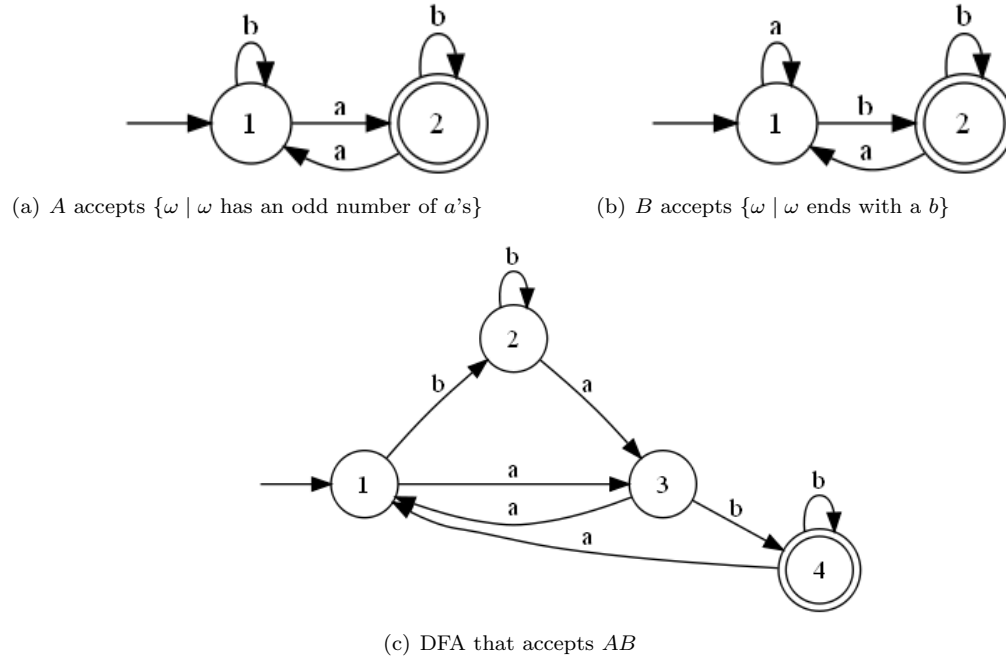 b b
1 a 2
a
(a) A accepts {ω | ω has an odd number of a's}
a b
1 b 2
a
(b) B accepts {ω | ω ends with a b}
b
2
b a
1 a 3
a b b
a 4
(c) DFA that accepts AB